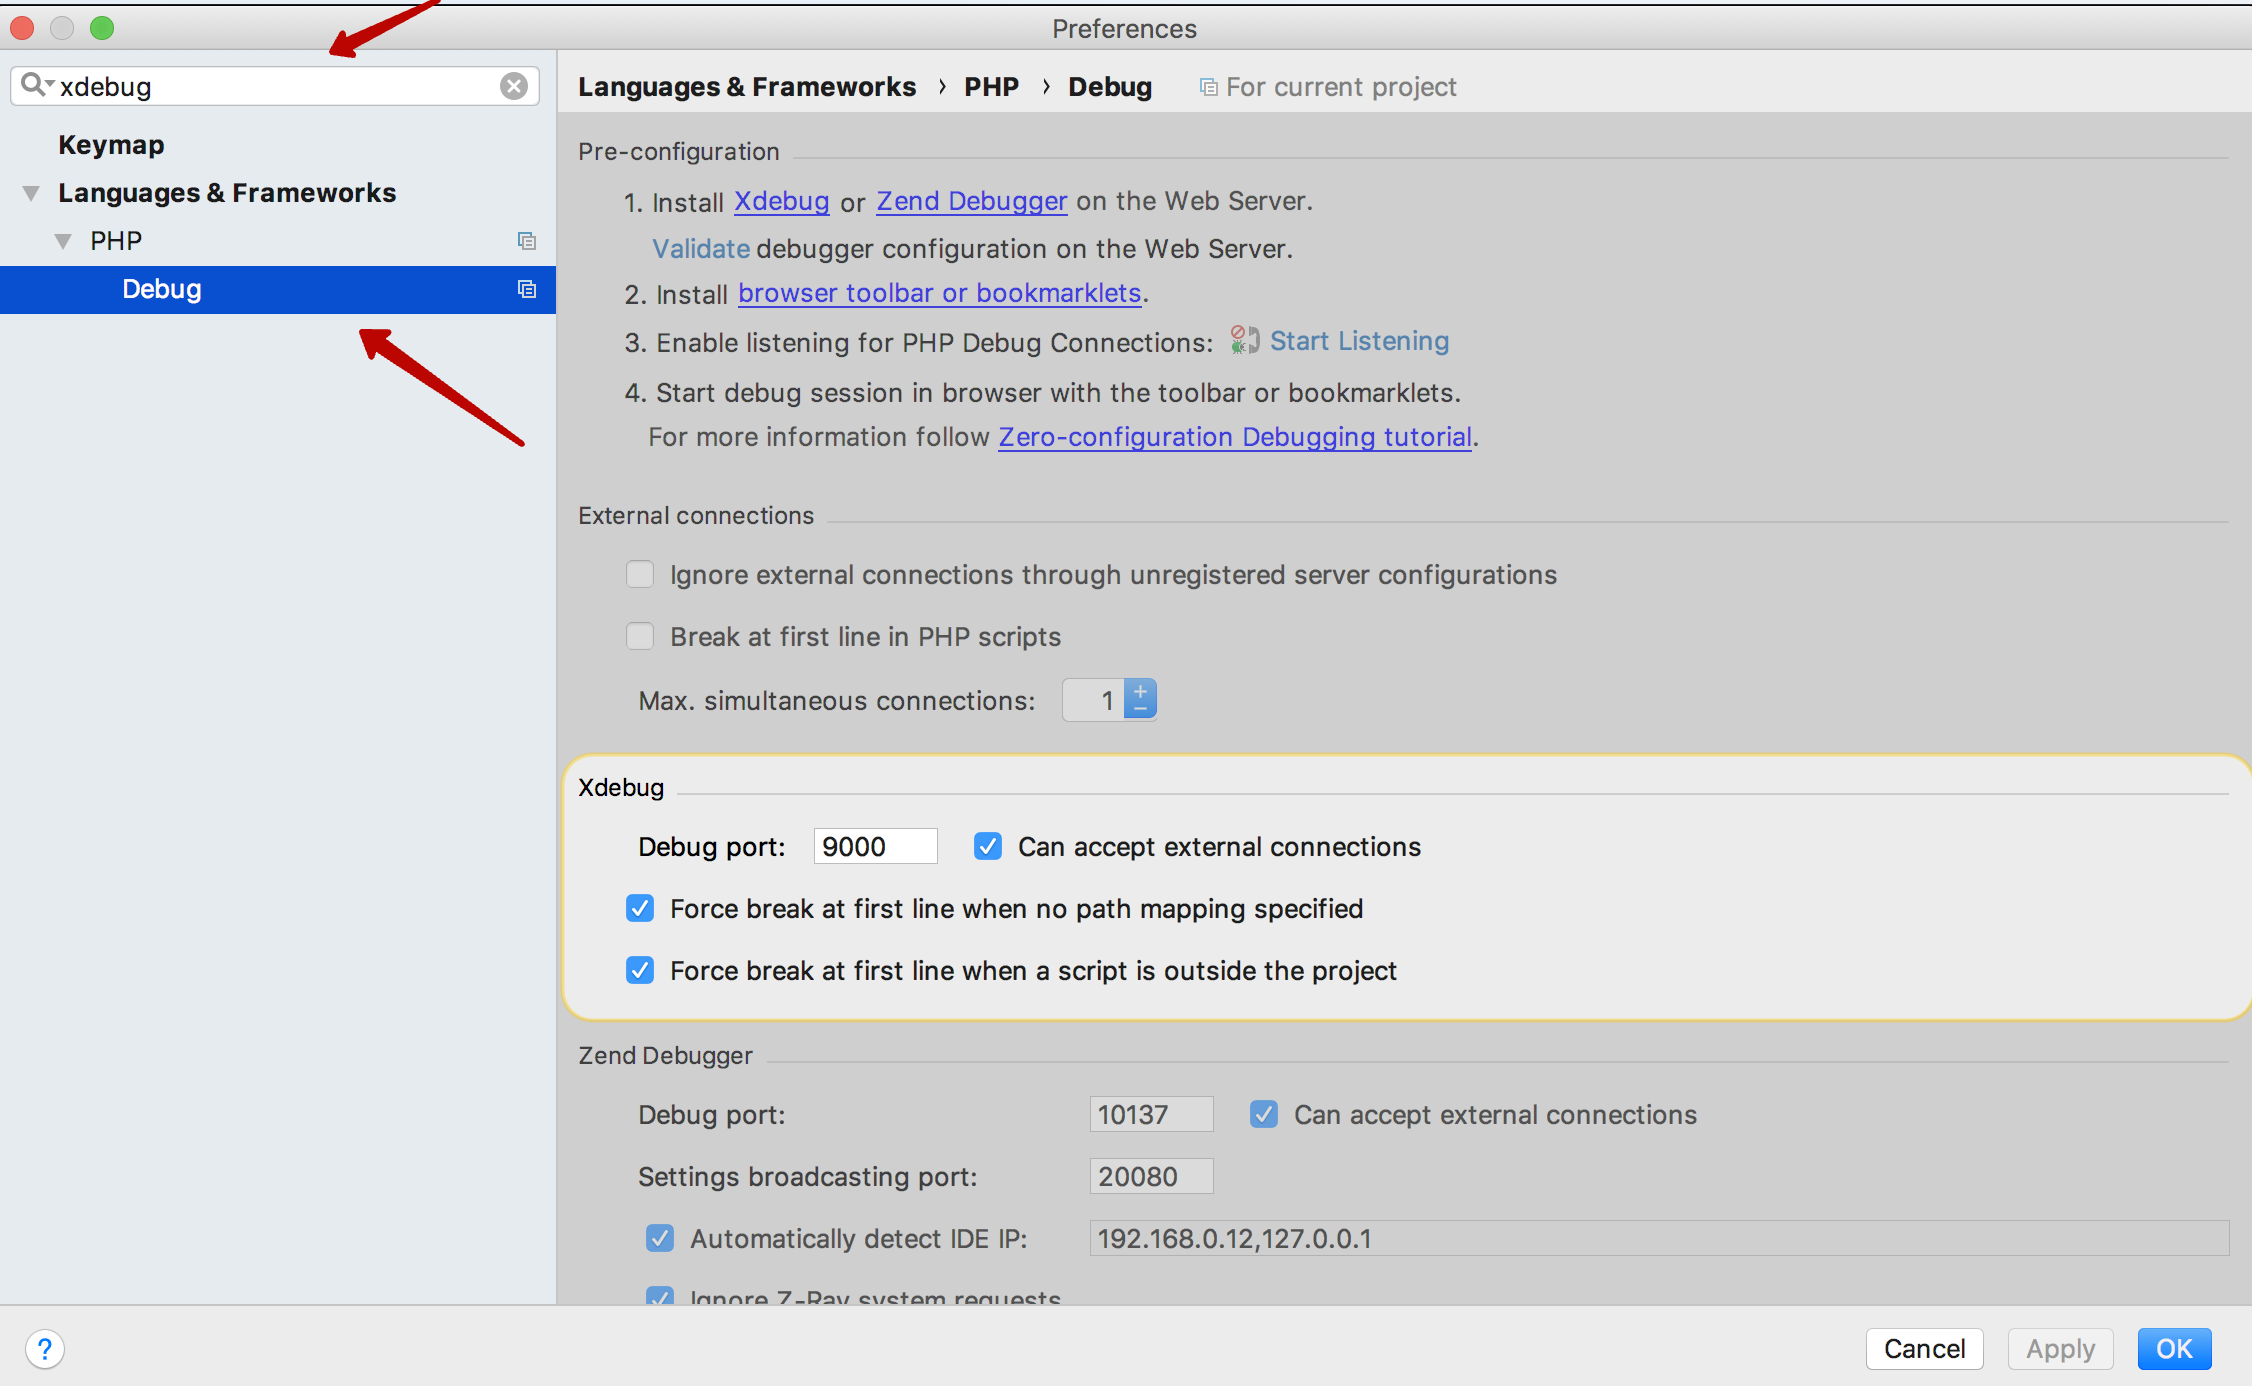 Preferences
xdebug
Keymap
Languages & Frameworks
PHP
Debug
Languages & Frameworks › PHP › Debug For current project
Pre-configuration
1. Install Xdebug or Zend Debugger on the Web Server.
Validate debugger configuration on the Web Server.
2. Install browser toolbar or bookmarklets.
3. Enable listening for PHP Debug Connections: Start Listening
4. Start debug session in browser with the toolbar or bookmarklets.
For more information follow Zero-configuration Debugging tutorial.
External connections
Ignore external connections through unregistered server configurations
Break at first line in PHP scripts
Max. simultaneous connections: 1
Xdebug
Debug port: 9000 Can accept external connections
Force break at first line when no path mapping specified
Force break at first line when a script is outside the project
Zend Debugger
Debug port: 10137 Can accept external connections
Settings broadcasting port: 20080
Automatically detect IDE IP: 192.168.0.12,127.0.0.1
Ignore Z-Ray system requests
? Cancel Apply OK